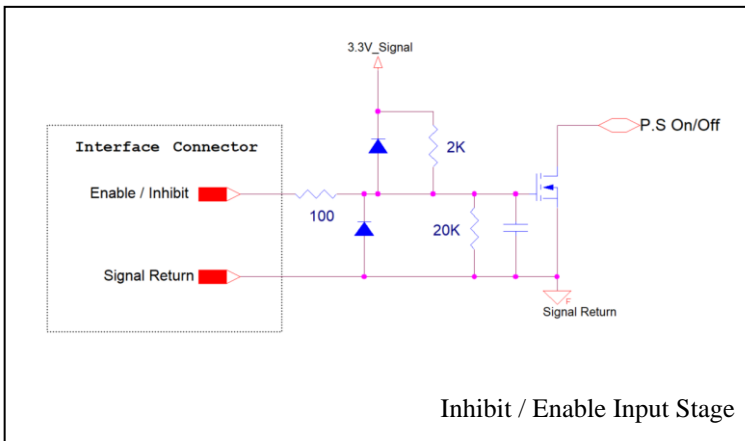 3.3V_Signal
P.S On/Off
Interface Connector
2K
Enable / Inhibit
100
20K
Signal Return
F
Signal Return
Inhibit / Enable Input Stage